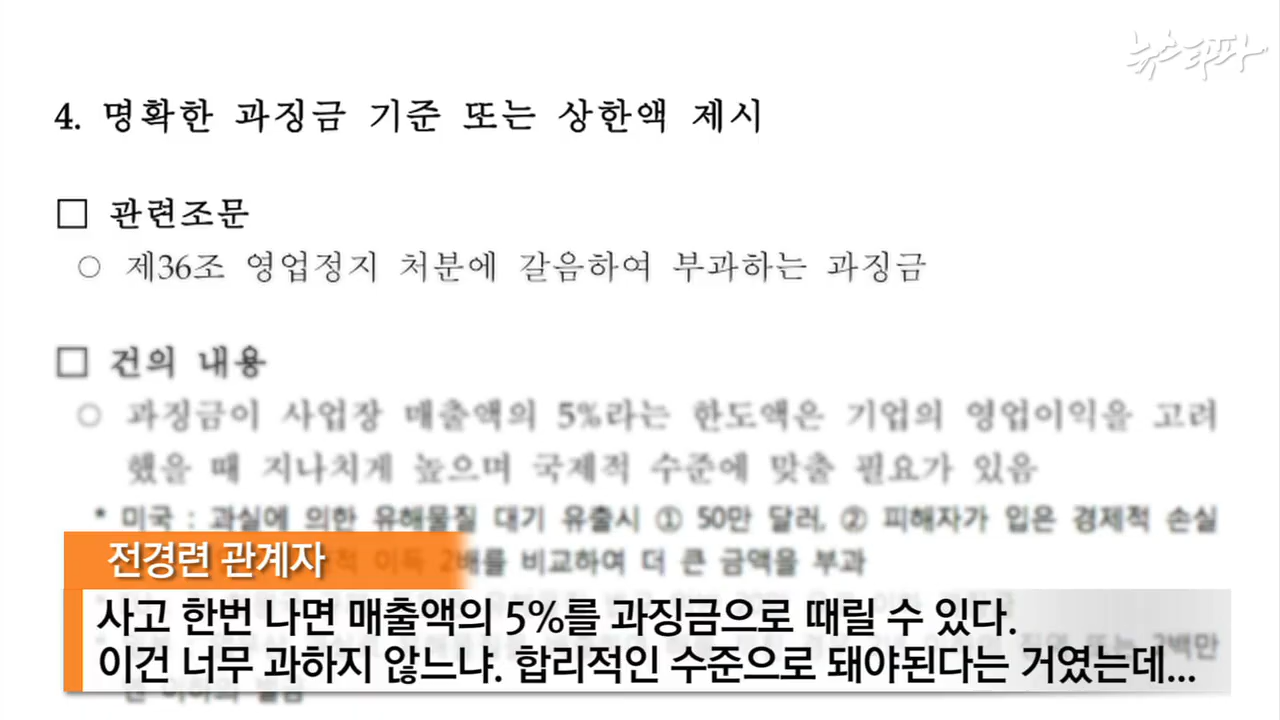 뉴스타파
4. 명확한 과징금 기준 또는 상한액 제시
□ 관련조문
○ 제36조 영업정지 처분에 갈음하여 부과하는 과징금
□ 건의 내용
○ 과징금이 사업장 매출액의 5%라는 한도액은 기업의 영업이익을 고려
했을 때 지나치게 높으며 국제적 수준에 맞출 필요가 있음
* 미국 : 과실에 의한 유해물질 대기 유출시 ① 50만 달러, ② 피해자가 입은 경제적 손실
이득 2배를 비교하여 더 큰 금액을 부과
전경련 관계자
사고 한번 나면 매출액의 5%를 과징금으로 때릴 수 있다.
이건 너무 과하지 않느냐. 합리적인 수준으로 돼야된다는 거였는데...